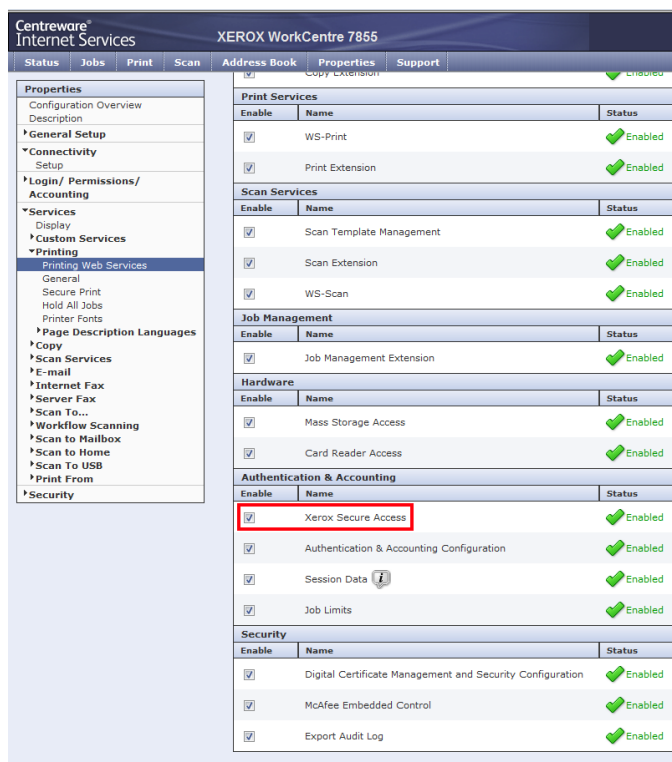 Centreware®
Internet Services
XEROX WorkCentre 7855
Status Jobs Print Scan Address Book Properties Support
Properties
Configuration Overview
Description
General Setup
Connectivity
Setup
Login/ Permissions/
Accounting
Services
Display
Custom Services
Printing
Printing Web Services
General
Secure Print
Hold All Jobs
Printer Fonts
Page Description Languages
Copy
Scan Services
E-mail
Internet Fax
Server Fax
Scan To...
Workflow Scanning
Scan to Mailbox
Scan to Home
Scan To USB
Print From
Security
Copy Extension Enabled
Print Services
Enable Name Status
WS-Print Enabled
Print Extension Enabled
Scan Services
Enable Name Status
Scan Template Management Enabled
Scan Extension Enabled
WS-Scan Enabled
Job Management
Enable Name Status
Job Management Extension Enabled
Hardware
Enable Name Status
Mass Storage Access Enabled
Card Reader Access Enabled
Authentication & Accounting
Enable Name Status
Xerox Secure Access Enabled
Authentication & Accounting Configuration Enabled
Session Data i Enabled
Job Limits Enabled
Security
Enable Name Status
Digital Certificate Management and Security Configuration Enabled
McAfee Embedded Control Enabled
Export Audit Log Enabled